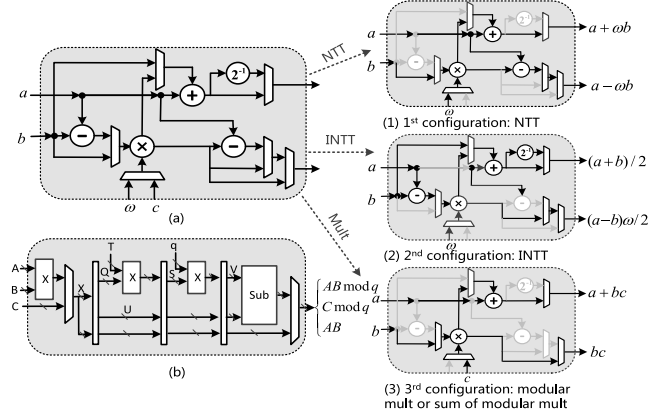 a
b
2⁻¹
+
−
×
−
ω
c
(a)
NTT
INTT
Mult
a
b
2⁻¹
+
−
×
−
ω
a+ωb
a−ωb
(1) 1st configuration: NTT
a
b
2⁻¹
+
−
×
−
ω
(a+b)/2
(a−b)ω/2
(2) 2nd configuration: INTT
a
b
2⁻¹
+
−
×
−
c
a+bc
bc
(3) 3rd configuration: modular
mult or sum of modular mult
A
B
C
X
X
T
Q
X
U
q
S
X
V
Sub
AB mod q
C mod q
AB
(b)